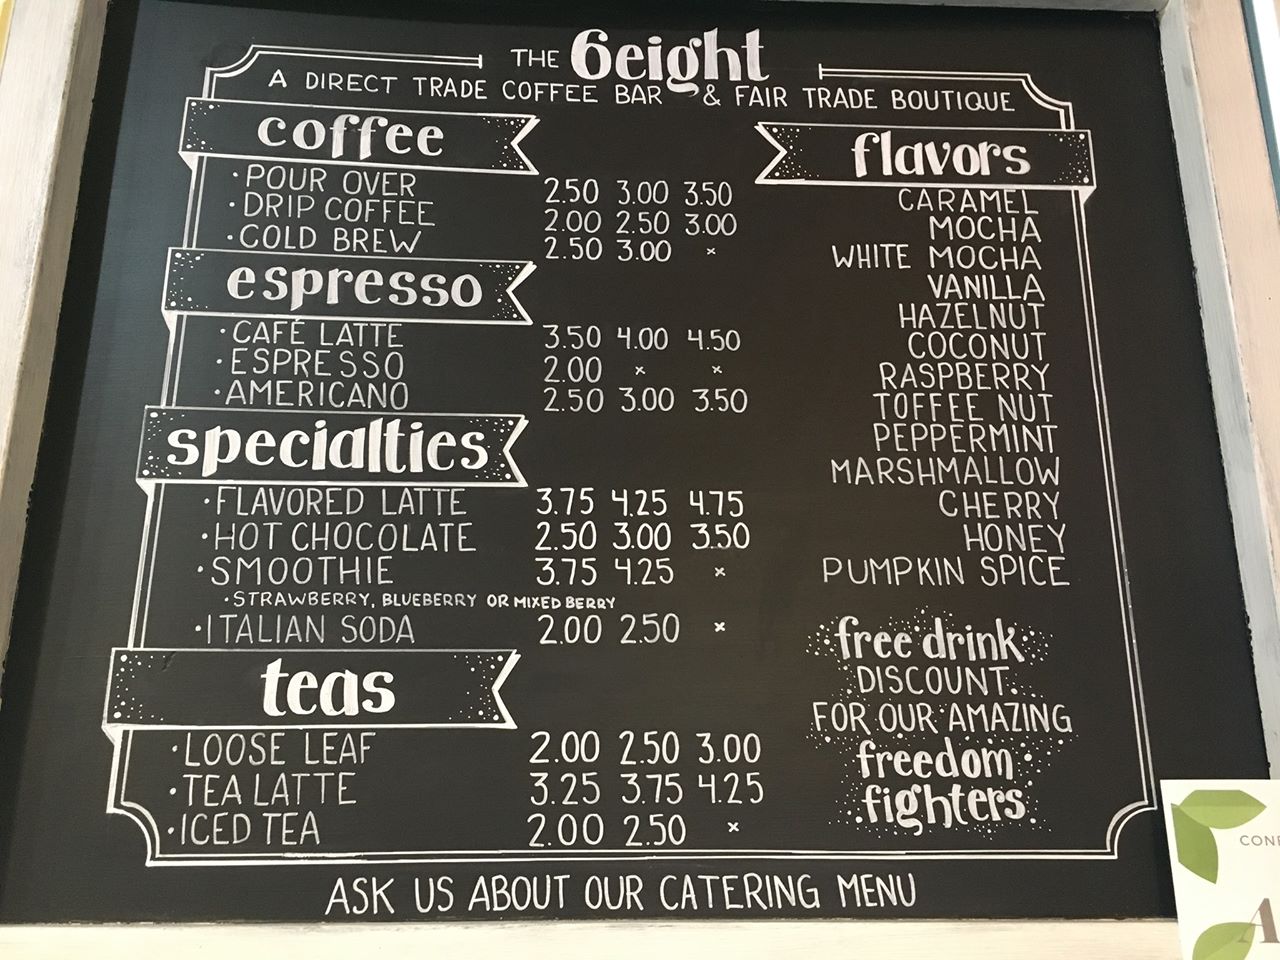 THE 6eight
A DIRECT TRADE COFFEE BAR & FAIR TRADE BOUTIQUE
coffee
·POUR OVER 2.50 3.00 3.50
·DRIP COFFEE 2.00 2.50 3.00
·COLD BREW 2.50 3.00 ×
espresso
·CAFÉ LATTE 3.50 4.00 4.50
·ESPRESSO 2.00 × ×
·AMERICANO 2.50 3.00 3.50
specialties
·FLAVORED LATTE 3.75 4.25 4.75
·HOT CHOCOLATE 2.50 3.00 3.50
·SMOOTHIE 3.75 4.25 ×
·STRAWBERRY, BLUEBERRY OR MIXED BERRY
·ITALIAN SODA 2.00 2.50 ×
teas
·LOOSE LEAF 2.00 2.50 3.00
·TEA LATTE 3.25 3.75 4.25
·ICED TEA 2.00 2.50 ×
flavors
CARAMEL
MOCHA
WHITE MOCHA
VANILLA
HAZELNUT
COCONUT
RASPBERRY
TOFFEE NUT
PEPPERMINT
MARSHMALLOW
CHERRY
HONEY
PUMPKIN SPICE
free drink
DISCOUNT
FOR OUR AMAZING
freedom
fighters
ASK US ABOUT OUR CATERING MENU